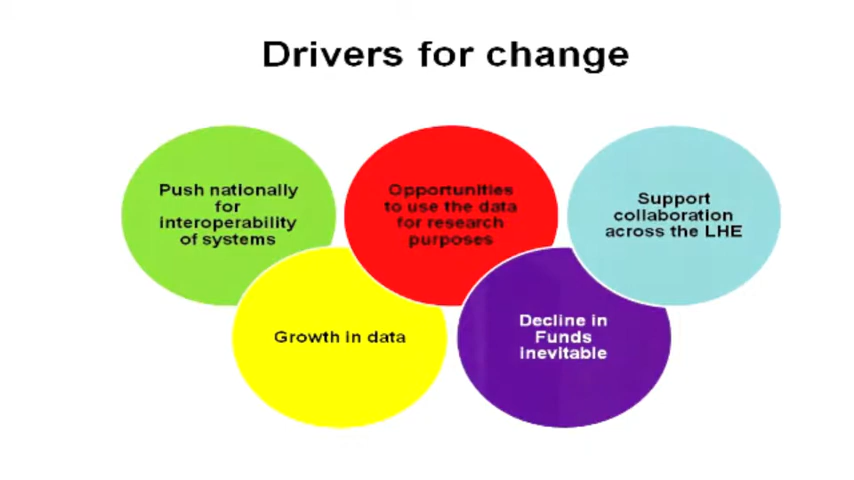 Drivers for change
Push nationally
for
interoperability
of systems
Opportunities
to use the data
for research
purposes
Support
collaboration
across the LHE
Growth in data
Decline in
Funds
inevitable